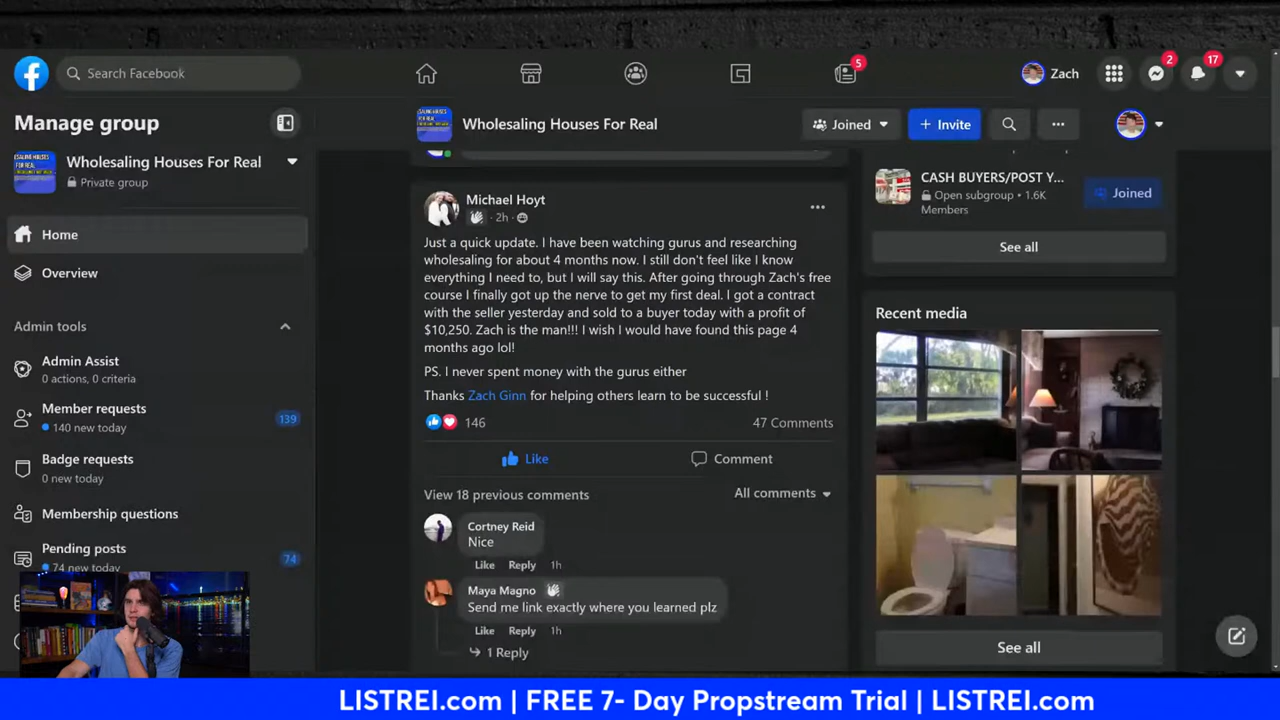 Search Facebook
5
Zach
2
17
Manage group
Wholesaling Houses For Real
Private group
Home
Overview
Admin tools
Admin Assist
0 actions, 0 criteria
Member requests
140 new today
139
Badge requests
0 new today
Membership questions
Pending posts
74 new today
74
Wholesaling Houses For Real
Joined
+ Invite
Michael Hoyt
2h
Just a quick update. I have been watching gurus and researching
wholesaling for about 4 months now. I still don't feel like I know
everything I need to, but I will say this. After going through Zach's free
course I finally got up the nerve to get my first deal. I got a contract
with the seller yesterday and sold to a buyer today with a profit of
$10,250. Zach is the man!!! I wish I would have found this page 4
months ago lol!
PS. I never spent money with the gurus either
Thanks Zach Ginn for helping others learn to be successful !
146
47 Comments
Like
Comment
View 18 previous comments
All comments
Cortney Reid
Nice
Like Reply 1h
Maya Magno
Send me link exactly where you learned plz
Like Reply 1h
1 Reply
CASH BUYERS/POST Y...
Open subgroup • 1.6K
Members
Joined
See all
Recent media
See all
LISTREI.com | FREE 7- Day Propstream Trial | LISTREI.com